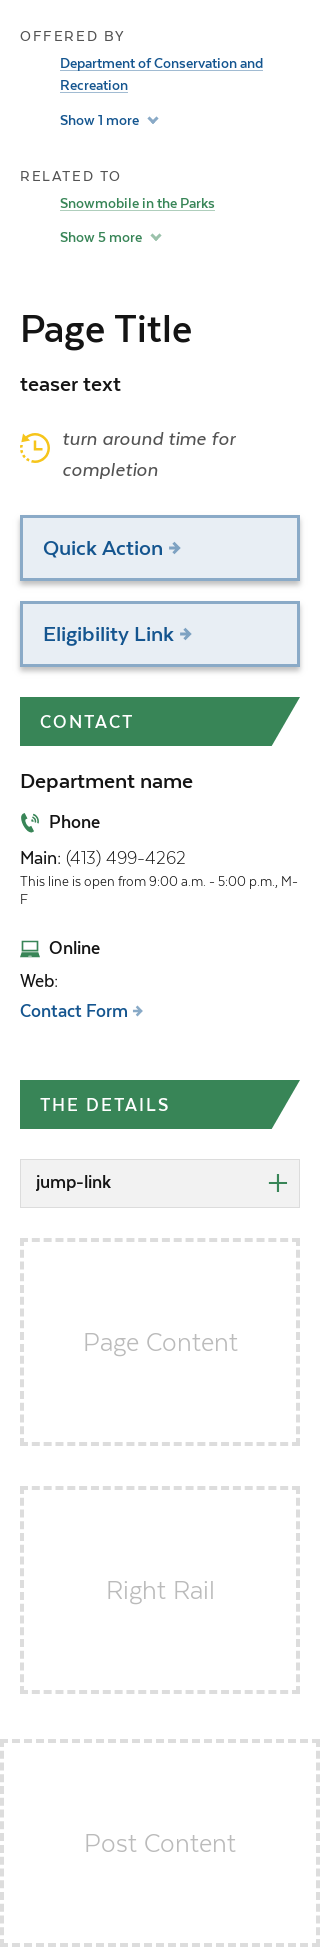 OFFERED BY
Department of Conservation and
Recreation
Show 1 more
RELATED TO
Snowmobile in the Parks
Show 5 more
Page Title
teaser text
turn around time for
completion
Quick Action
Eligibility Link
CONTACT
Department name
Phone
Main: (413) 499-4262
This line is open from 9:00 a.m. - 5:00 p.m., M-
F
Online
Web:
Contact Form
THE DETAILS
jump-link
Page Content
Right Rail
Post Content